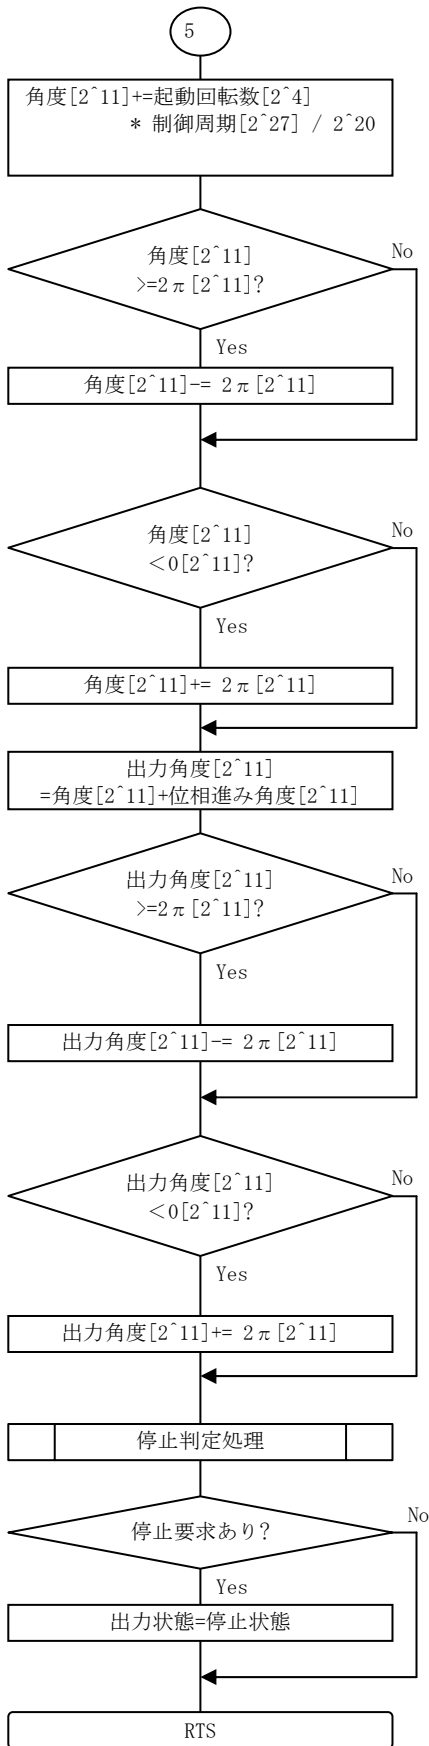 5
角度[2^11]+=起動回転数[2^4]
* 制御周期[2^27] / 2^20
角度[2^11]
>=2π[2^11]?
No
Yes
角度[2^11]-= 2π[2^11]
角度[2^11]
<0[2^11]?
No
Yes
角度[2^11]+= 2π[2^11]
出力角度[2^11]
=角度[2^11]+位相進み角度[2^11]
出力角度[2^11]
>=2π[2^11]?
No
Yes
出力角度[2^11]-= 2π[2^11]
出力角度[2^11]
<0[2^11]?
No
Yes
出力角度[2^11]+= 2π[2^11]
停止判定処理
停止要求あり?
No
Yes
出力状態=停止状態
RTS